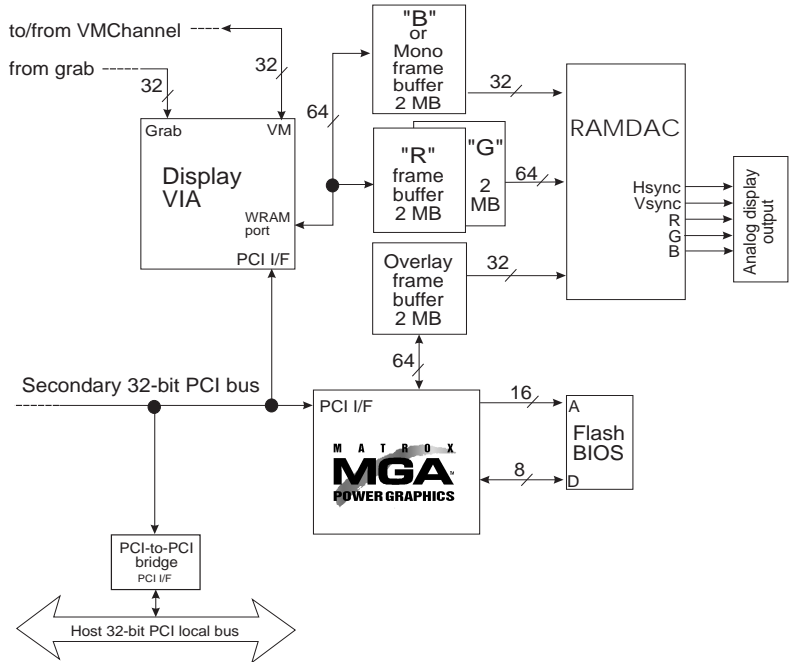 to/from VMChannel
from grab
32
32
Grab
VM
Display
VIA
WRAM
port
PCI I/F
64
"B"
or
Mono
frame
buffer
2 MB
32
"R"
frame
buffer
2 MB
"G"
2
MB
64
Overlay
frame
buffer
2 MB
32
64
RAMDAC
Hsync
Vsync
R
G
B
Analog display
output
Secondary 32-bit PCI bus
PCI I/F
MATROX
MGA
POWER GRAPHICS
16
8
A
Flash
BIOS
D
PCI-to-PCI
bridge
PCI I/F
Host 32-bit PCI local bus